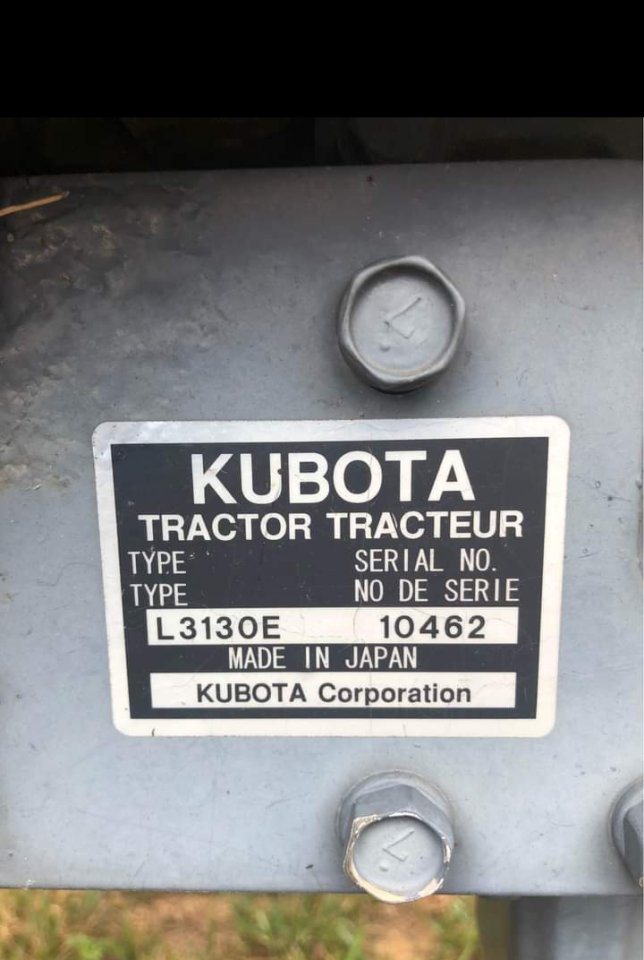 KUBOTA
TRACTOR TRACTEUR
TYPE SERIAL NO.
TYPE NO DE SERIE
L3130E 10462
MADE IN JAPAN
KUBOTA Corporation